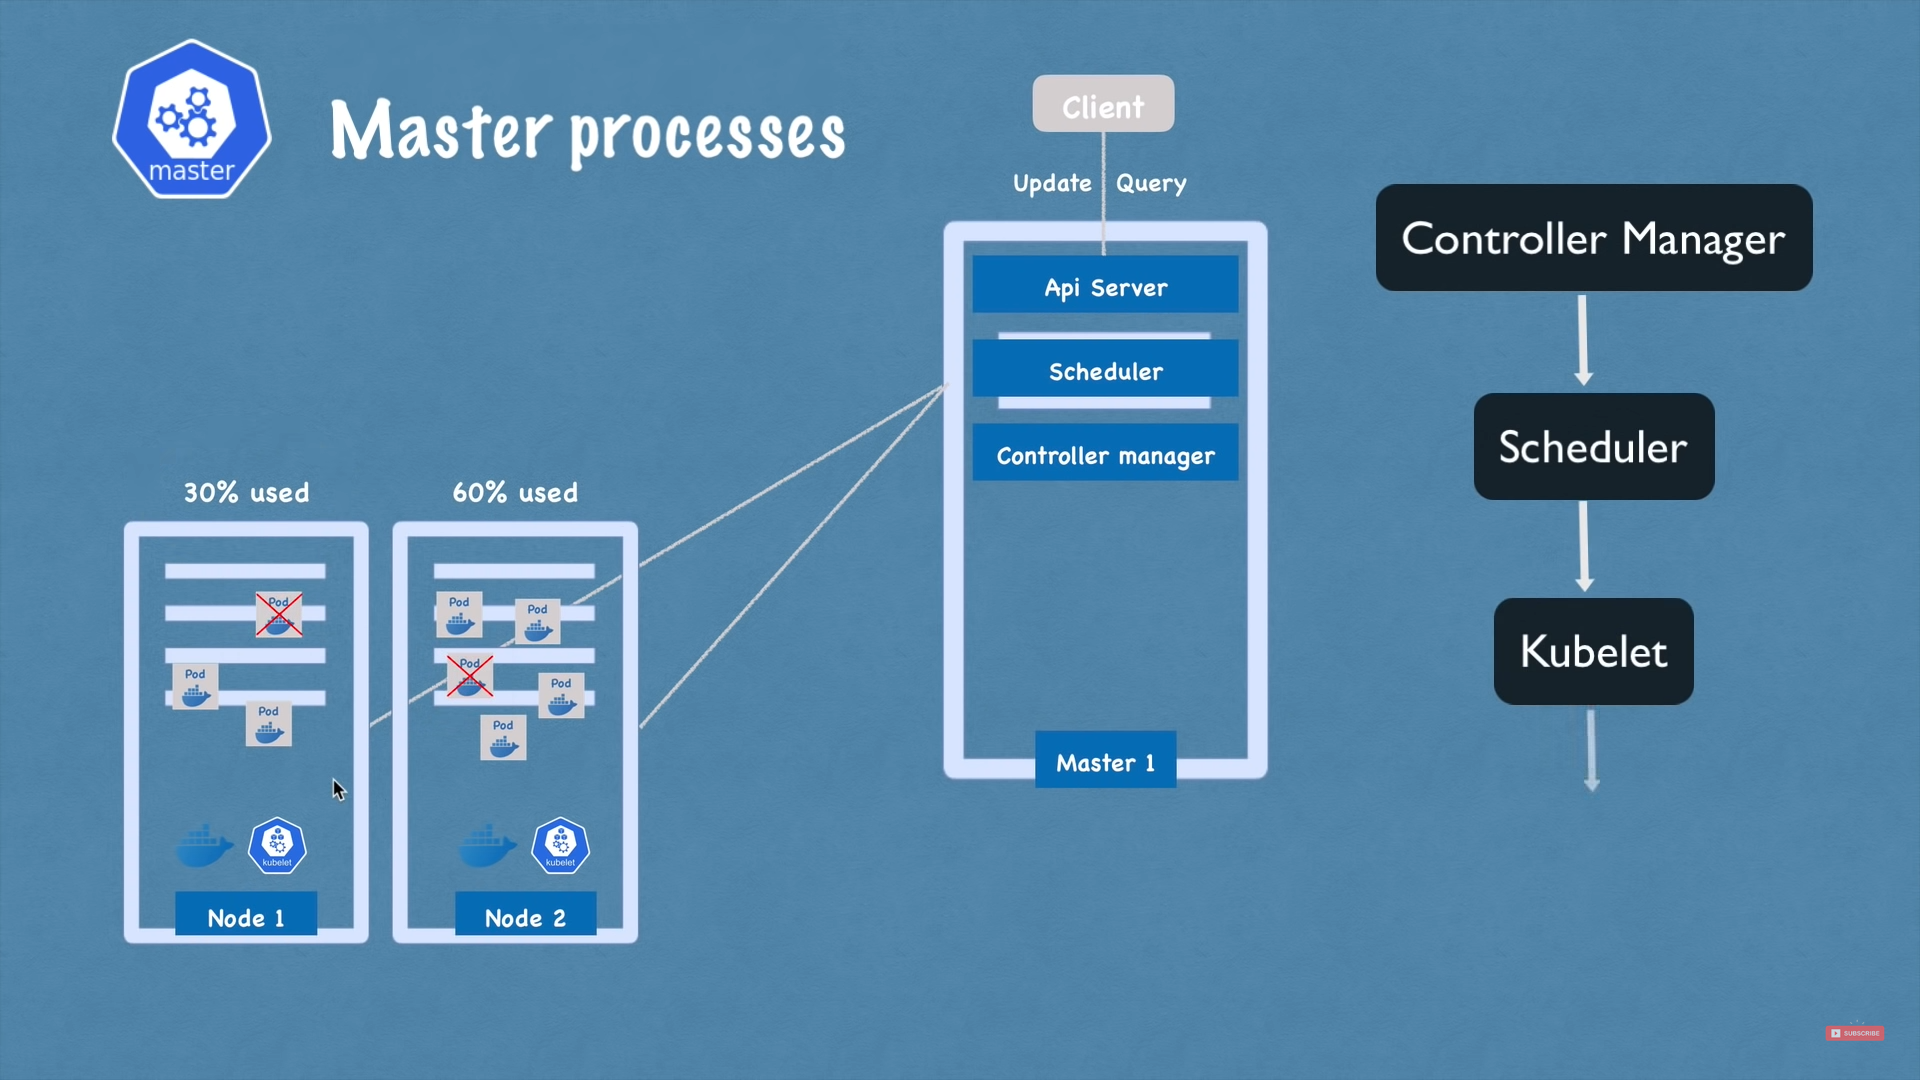 master
Master processes
Client
Update
Query
Api Server
Scheduler
Controller manager
Master 1
Controller Manager
Scheduler
Kubelet
30% used
Pod
Pod
Pod
kubelet
Node 1
60% used
Pod
Pod
Pod
Pod
Pod
kubelet
Node 2
SUBSCRIBE